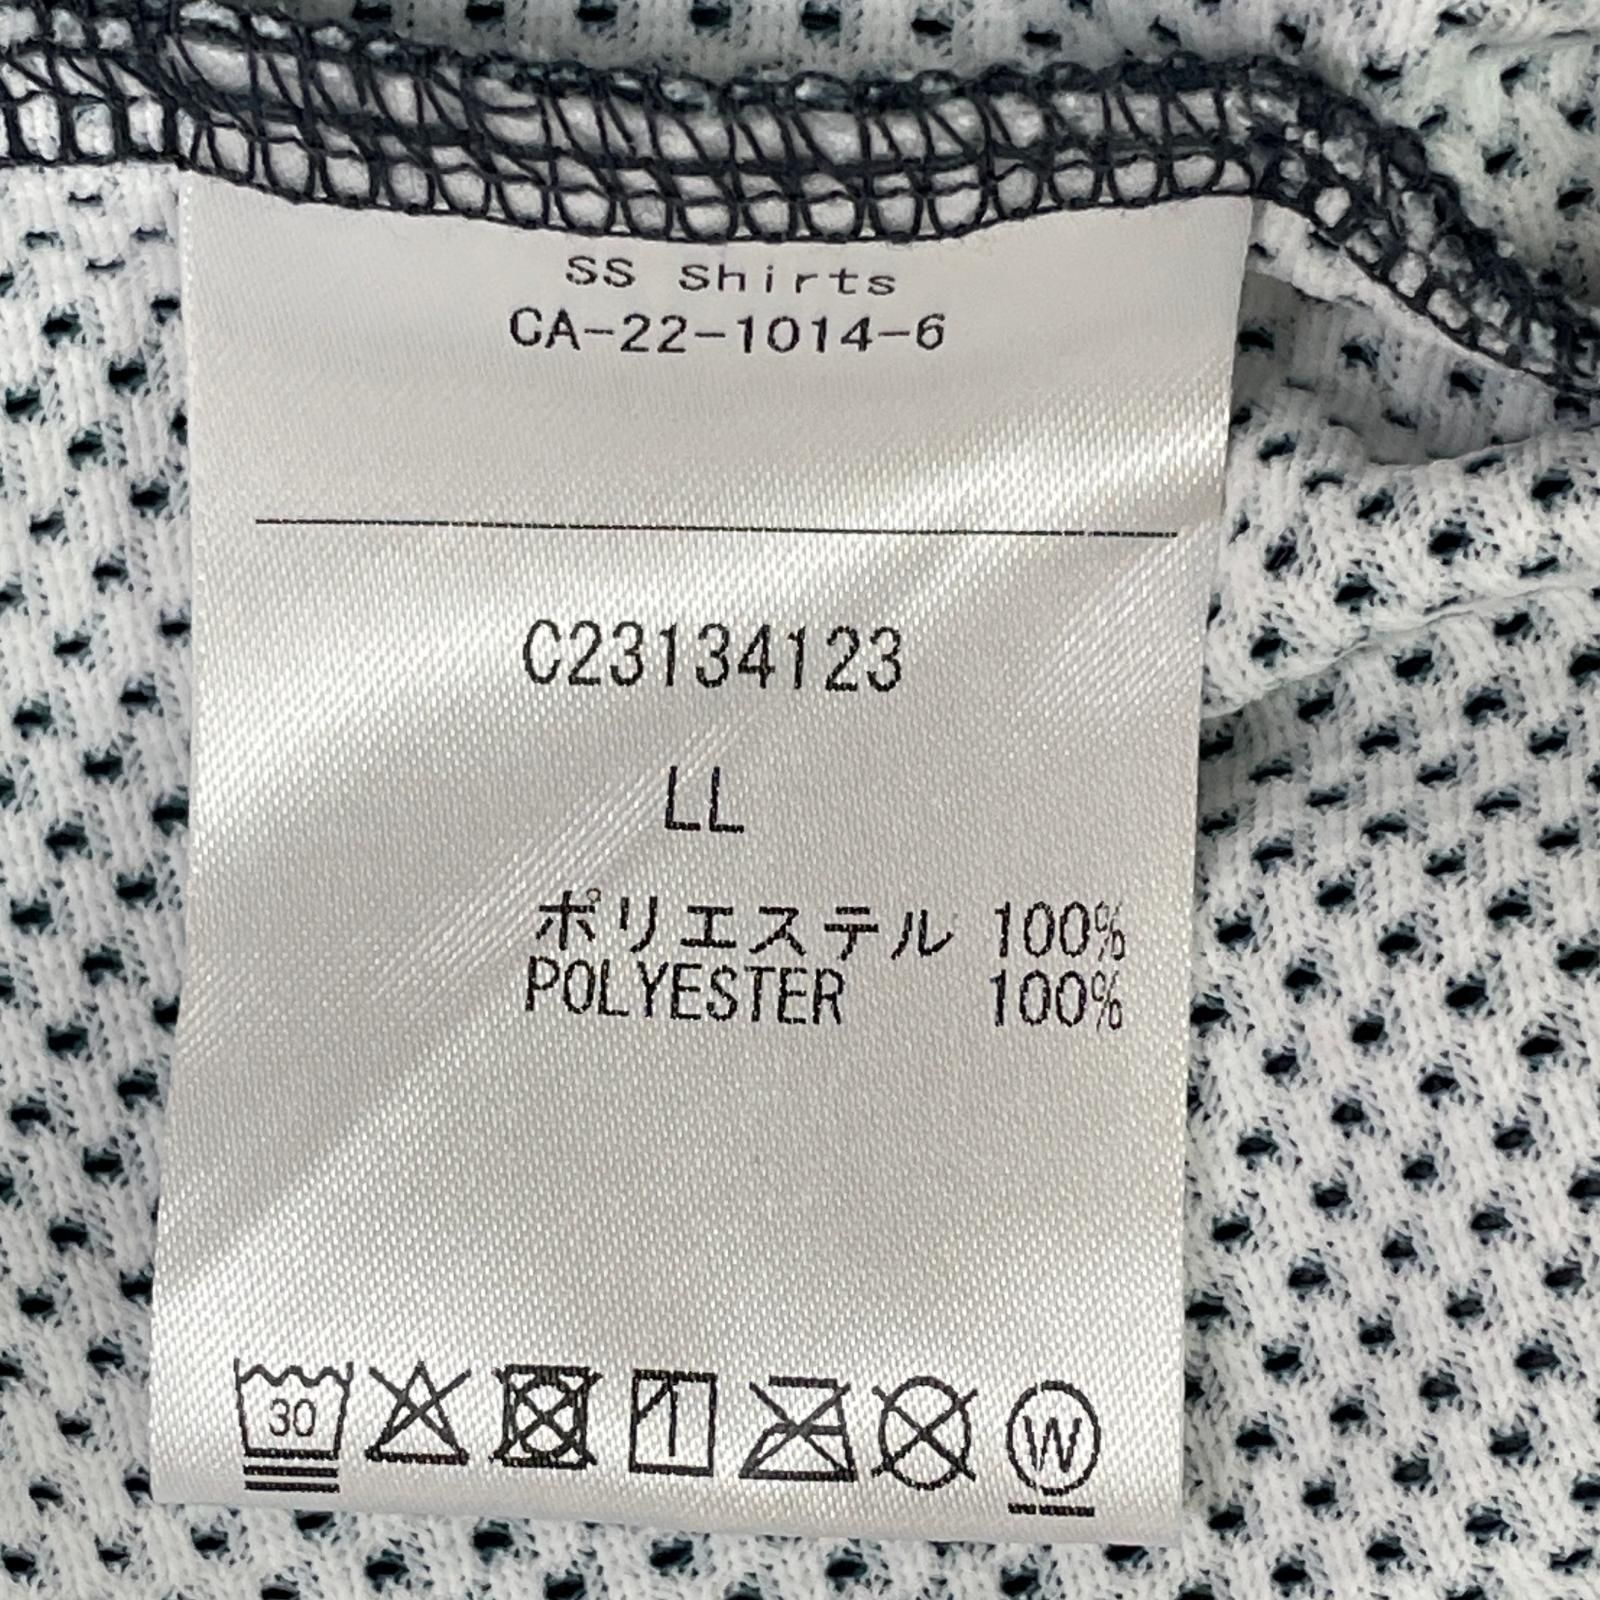 SS Shirts
CA-22-1014-6
C23134123
LL
ポリエステル 100%
POLYESTER 100%
30
W